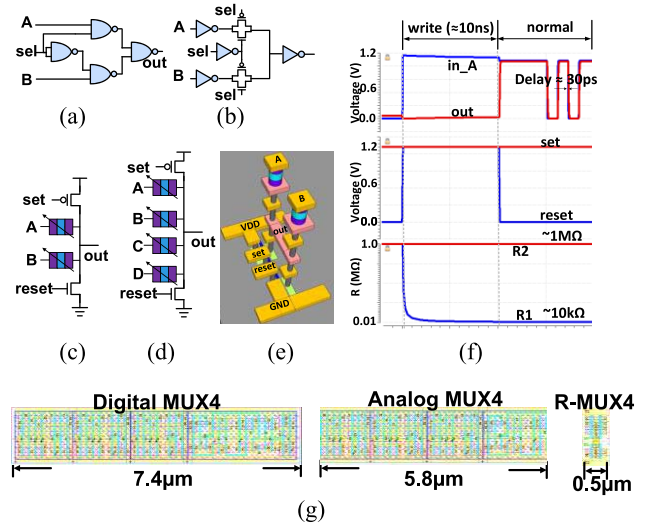 A
sel
B
out
(a)
A
sel
sel
B
sel
(b)
set
A
B
out
reset
(c)
set
A
B
C
D
out
reset
(d)
A
B
VDD
out
set
reset
GND
(e)
write (≈10ns)
normal
Voltage (V)
1.2
0.6
0.0
in_A
Delay ≈ 30ps
out
Voltage (V)
1.2
0.6
0.0
set
reset
R (MΩ)
1.0
0.01
~1MΩ
R2
R1
~10kΩ
(f)
Digital MUX4
Analog MUX4
R-MUX4
7.4µm
5.8µm
0.5µm
(g)